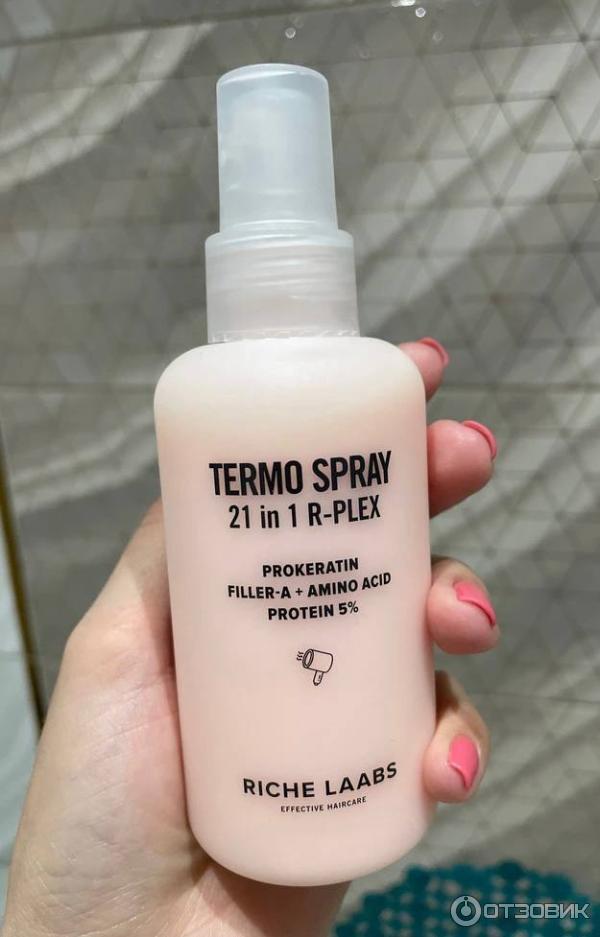 TERMO SPRAY
21 in 1 R-PLEX
PROKERATIN
FILLER-A + AMINO ACID
PROTEIN 5%
RICHE LAABS
EFFECTIVE HAIRCARE
ОТЗОВИК